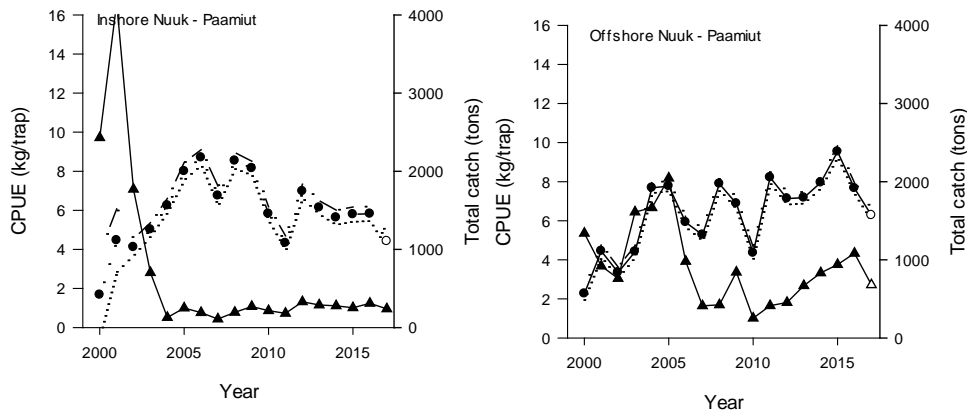 Inshore Nuuk - Paamiut
CPUE (kg/trap)
16
14
12
10
8
6
4
2
0
4000
3000
2000
1000
0
Total catch (tons)
2000 2005 2010 2015
Year
Offshore Nuuk - Paamiut
CPUE (kg/trap)
16
14
12
10
8
6
4
2
0
4000
3000
2000
1000
0
Total catch (tons)
2000 2005 2010 2015
Year